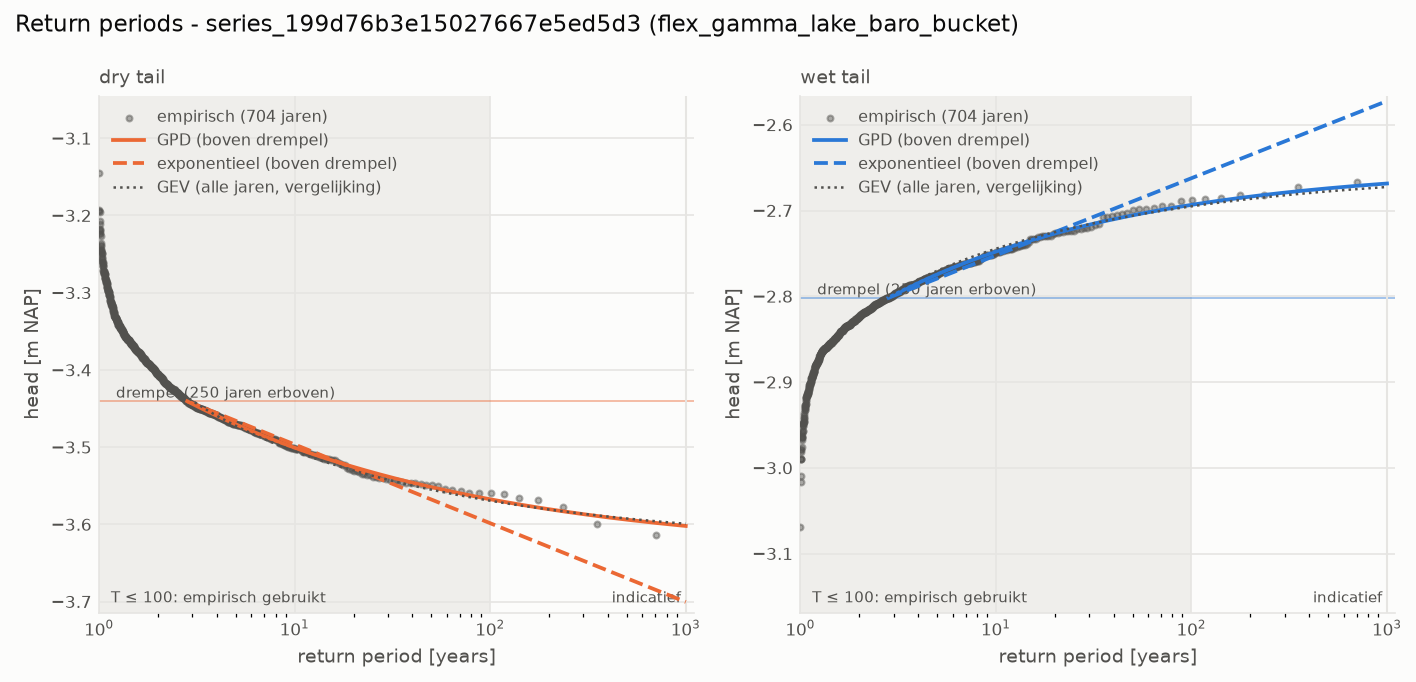 Return periods - series_199d76b3e15027667e5ed5d3 (flex_gamma_lake_baro_bucket)
dry tail
empirisch (704 jaren)
GPD (boven drempel)
exponentieel (boven drempel)
GEV (alle jaren, vergelijking)
−3.1
−3.2
−3.3
−3.4
−3.5
−3.6
−3.7
head [m NAP]
drempel (250 jaren erboven)
T ≤ 100: empirisch gebruikt
indicatief
10⁰
10¹
10²
10³
return period [years]
wet tail
empirisch (704 jaren)
GPD (boven drempel)
exponentieel (boven drempel)
GEV (alle jaren, vergelijking)
−2.6
−2.7
−2.8
−2.9
−3.0
−3.1
head [m NAP]
drempel (250 jaren erboven)
T ≤ 100: empirisch gebruikt
indicatief
10⁰
10¹
10²
10³
return period [years]